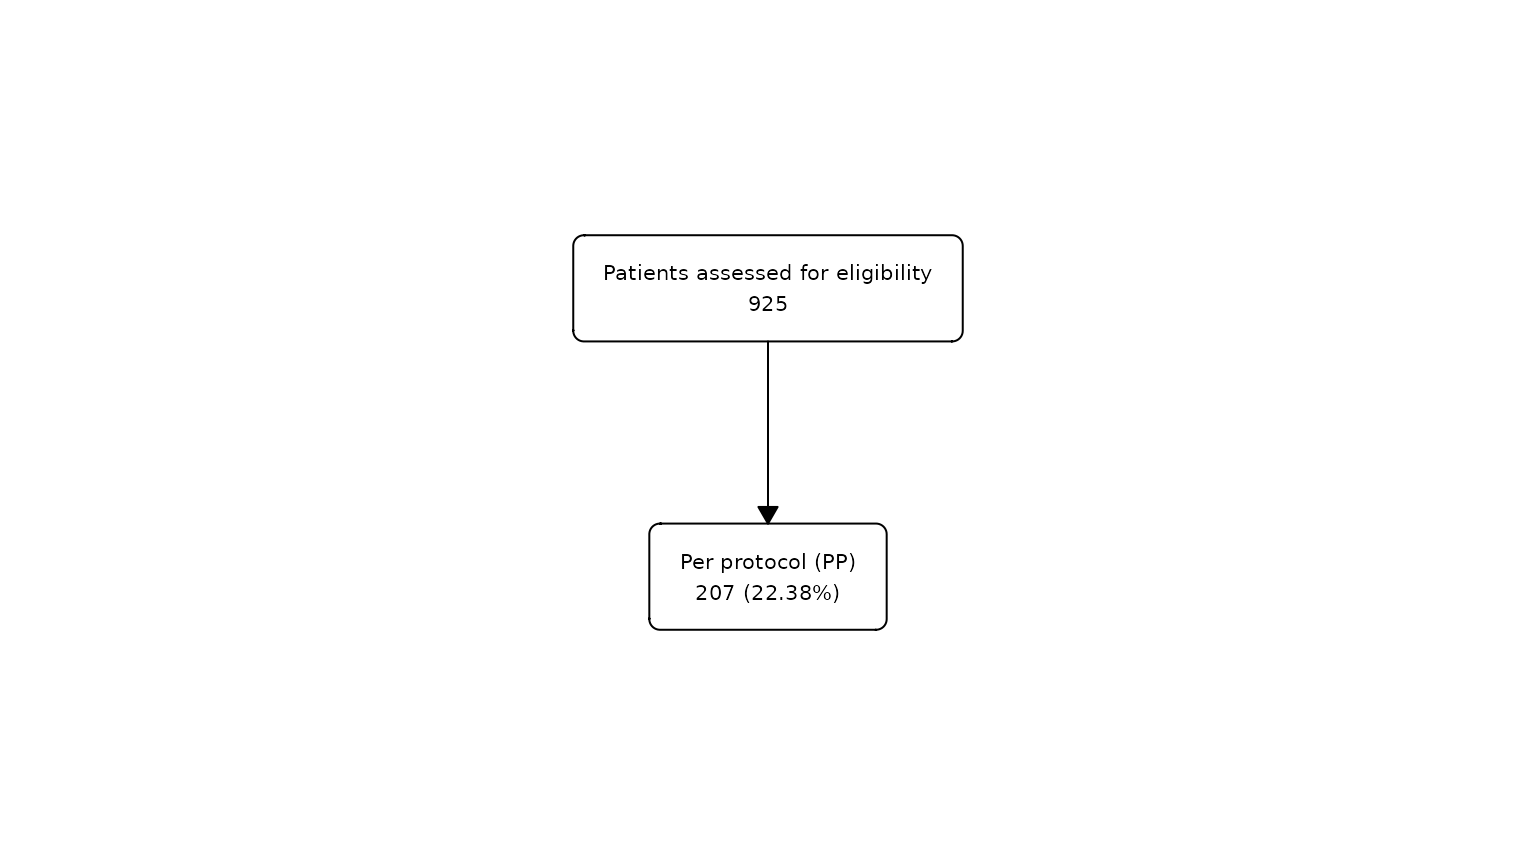 Patients assessed for eligibility
925
Per protocol (PP)
207 (22.38%)